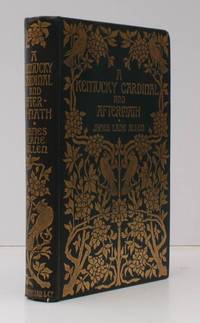 A
KENTUCKY
CARDINAL
AND
AFTER-
MATH
JAMES
LANE
ALLEN
A
KENTUCKY CARDINAL
AND
AFTERMATH
JAMES LANE ALLEN